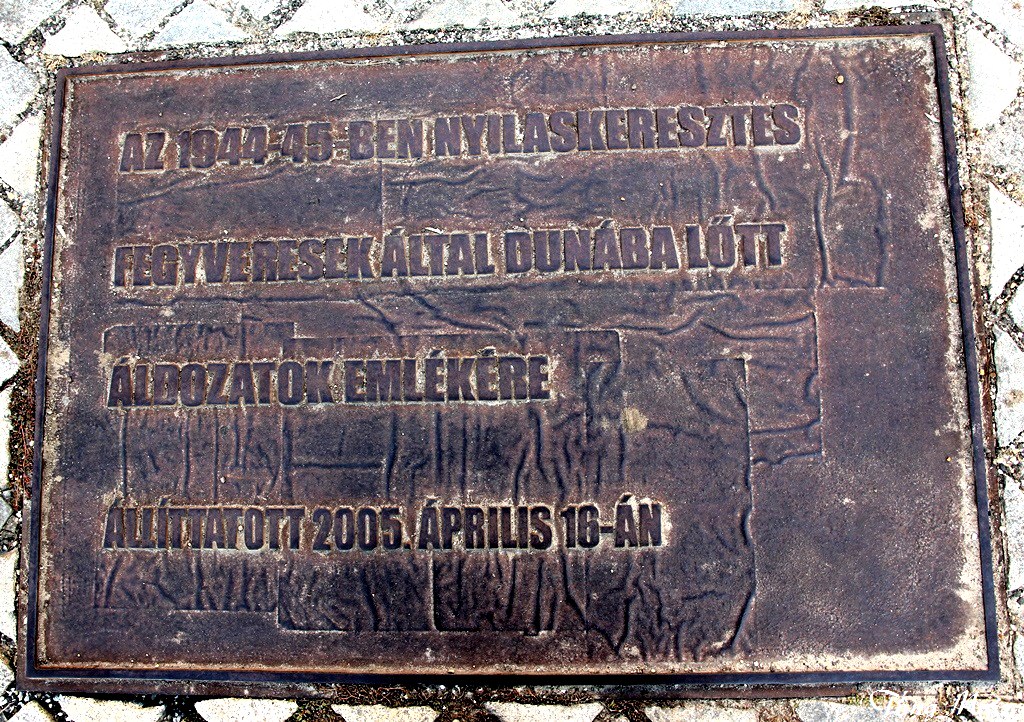 AZ 1944-45-BEN NYILASKERESZTES
FEGYVERESEK ÁLTAL DUNÁBA LŐTT
ÁLDOZATOK EMLÉKÉRE
ÁLLÍTTATOTT 2005. ÁPRILIS 16-ÁN